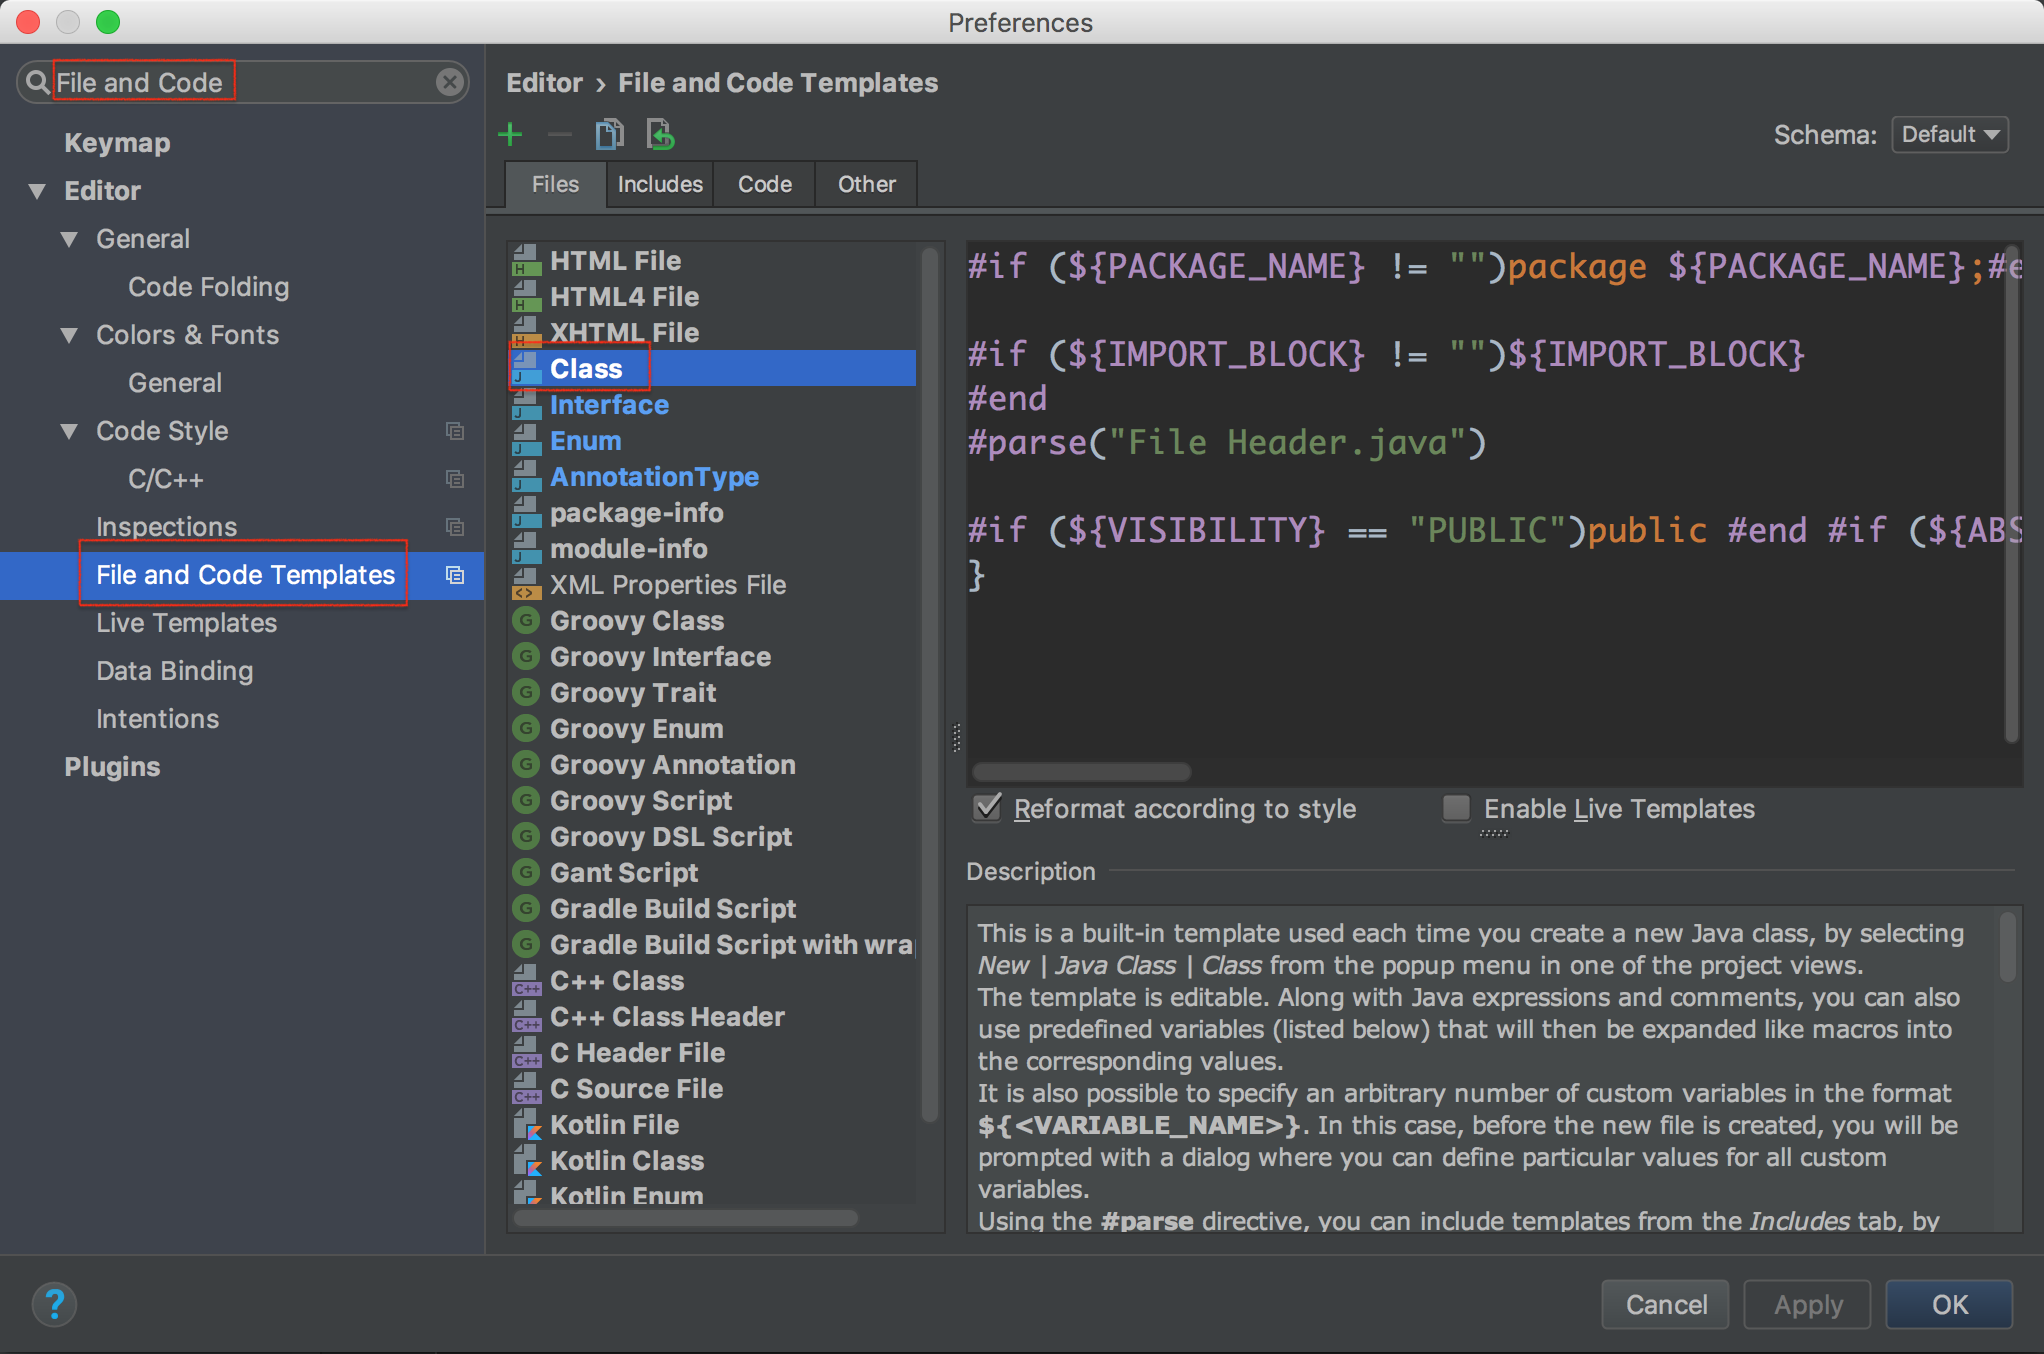 Preferences
File and Code
Keymap
Editor
General
Code Folding
Colors & Fonts
General
Code Style
C/C++
Inspections
File and Code Templates
Live Templates
Data Binding
Intentions
Plugins
Editor › File and Code Templates
Schema: Default
Files Includes Code Other
HTML File
HTML4 File
XHTML File
Class
Interface
Enum
AnnotationType
package-info
module-info
XML Properties File
Groovy Class
Groovy Interface
Groovy Trait
Groovy Enum
Groovy Annotation
Groovy Script
Groovy DSL Script
Gant Script
Gradle Build Script
Gradle Build Script with wra
C++ Class
C++ Class Header
C Header File
C Source File
Kotlin File
Kotlin Class
Kotlin Enum
#if (${PACKAGE_NAME} != "")package ${PACKAGE_NAME};#e
#if (${IMPORT_BLOCK} != "")${IMPORT_BLOCK}
#end
#parse("File Header.java")
#if (${VISIBILITY} == "PUBLIC")public #end #if (${ABS
}
Reformat according to style Enable Live Templates
Description
This is a built-in template used each time you create a new Java class, by selecting
New | Java Class | Class from the popup menu in one of the project views.
The template is editable. Along with Java expressions and comments, you can also
use predefined variables (listed below) that will then be expanded like macros into
the corresponding values.
It is also possible to specify an arbitrary number of custom variables in the format
${<VARIABLE_NAME>}. In this case, before the new file is created, you will be
prompted with a dialog where you can define particular values for all custom
variables.
Using the #parse directive, you can include templates from the Includes tab, by
? Cancel Apply OK